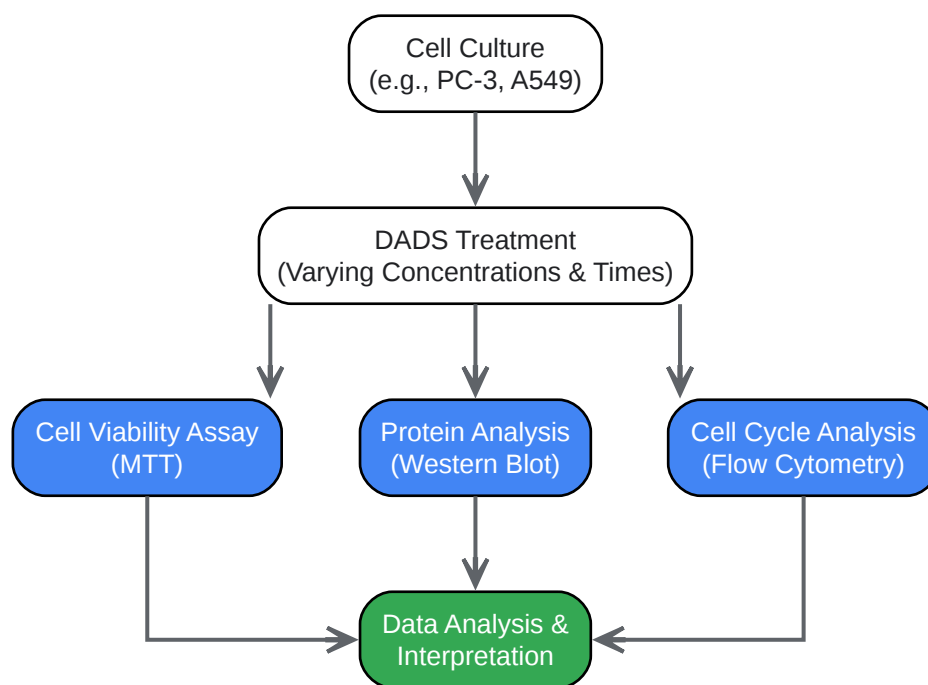 Cell Culture
(e.g., PC-3, A549)
DADS Treatment
(Varying Concentrations & Times)
Cell Viability Assay
(MTT)
Protein Analysis
(Western Blot)
Cell Cycle Analysis
(Flow Cytometry)
Data Analysis &
Interpretation